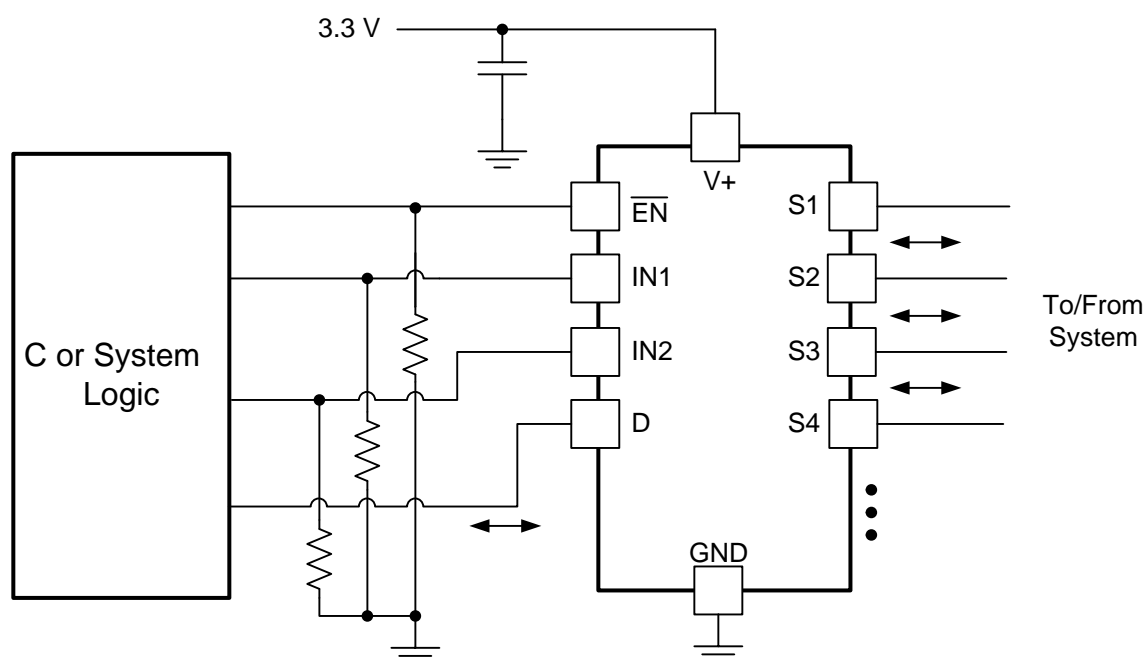 3.3 V
V+
EN
IN1
IN2
D
S1
S2
S3
S4
GND
C or System
Logic
To/From
System